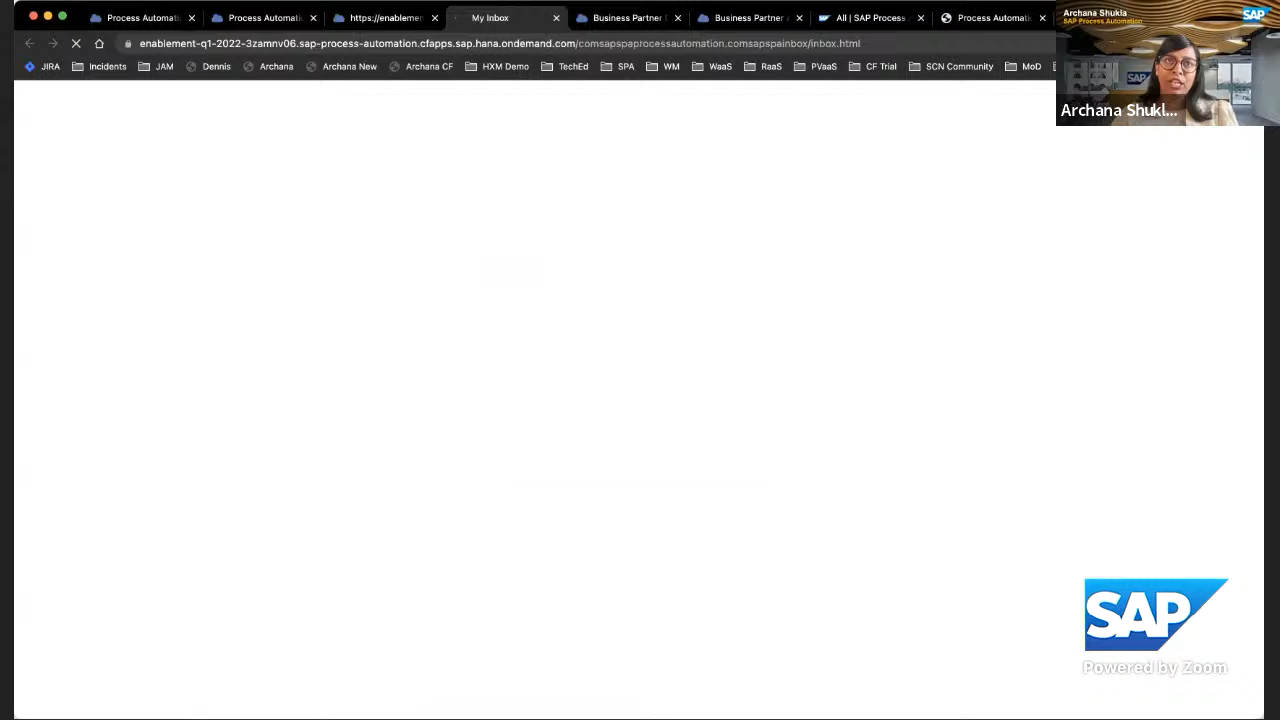 Process Automati
Process Automati
https://enablemen
My Inbox
Business Partner D
Business Partner A
All | SAP Process
Process Automati
enablement-q1-2022-3zamnv06.sap-process-automation.cfapps.sap.hana.ondemand.com/comsapspaprocessautomation.comsapspainbox/inbox.html
JIRA
Incidents
JAM
Dennis
Archana
Archana New
Archana CF
HXM Demo
TechEd
SPA
WM
WaaS
RaaS
PVaaS
CF Trial
SCN Community
MoD
Archana Shukla
SAP Process Automation
SAP
SAP
Archana Shukl...
SAP
Powered by Zoom